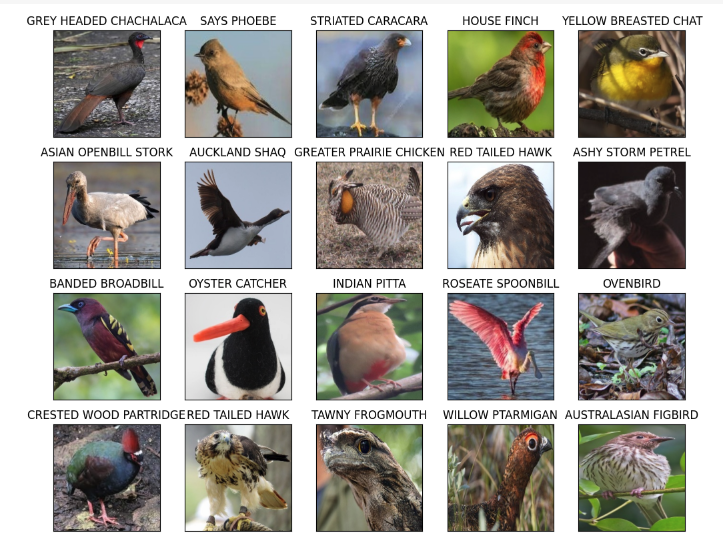 GREY HEADED CHACHALACA
SAYS PHOEBE
STRIATED CARACARA
HOUSE FINCH
YELLOW BREASTED CHAT
ASIAN OPENBILL STORK
AUCKLAND SHAQ
GREATER PRAIRIE CHICKEN
RED TAILED HAWK
ASHY STORM PETREL
BANDED BROADBILL
OYSTER CATCHER
INDIAN PITTA
ROSEATE SPOONBILL
OVENBIRD
CRESTED WOOD PARTRIDGE
RED TAILED HAWK
TAWNY FROGMOUTH
WILLOW PTARMIGAN
AUSTRALASIAN FIGBIRD